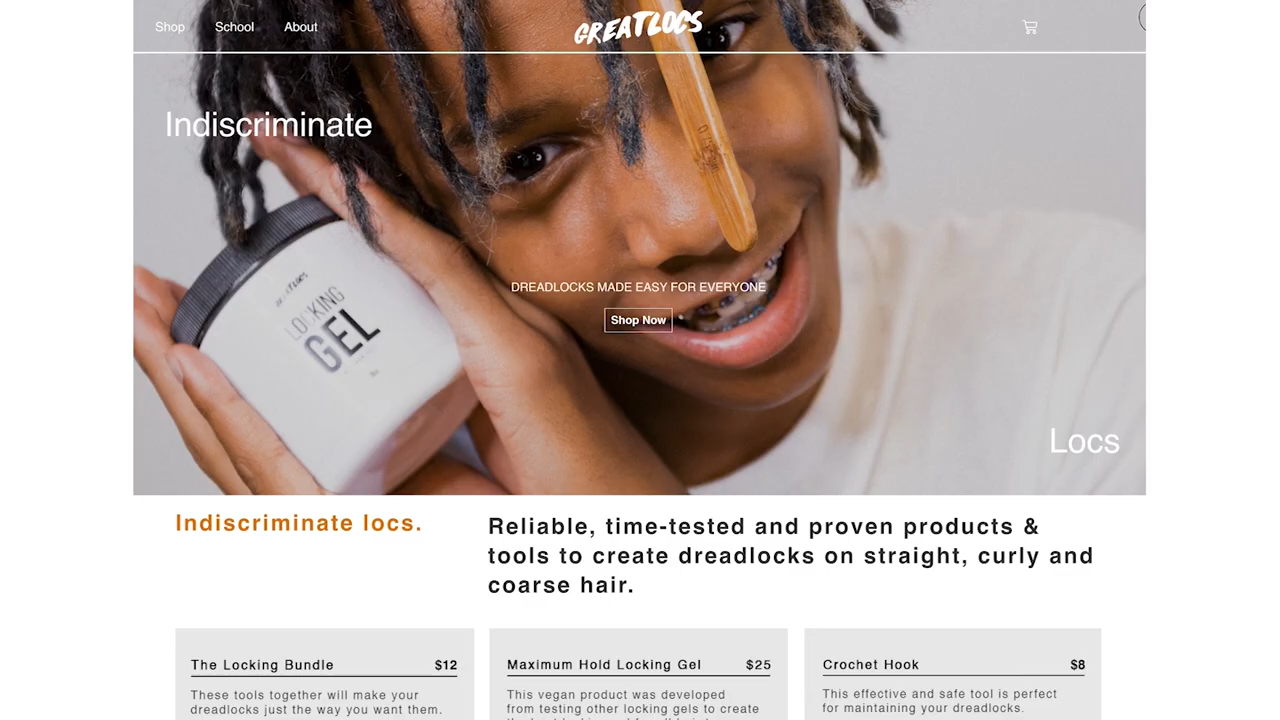 Shop School About GREATLOCS
Indiscriminate
LOCKING
GEL
DREADLOCKS MADE EASY FOR EVERYONE
Shop Now
Locs
Indiscriminate locs.
Reliable, time-tested and proven products &
tools to create dreadlocks on straight, curly and
coarse hair.
The Locking Bundle $12
These tools together will make your
dreadlocks just the way you want them.
Maximum Hold Locking Gel $25
This vegan product was developed
from testing other locking gels to create
Crochet Hook $8
This effective and safe tool is perfect
for maintaining your dreadlocks.